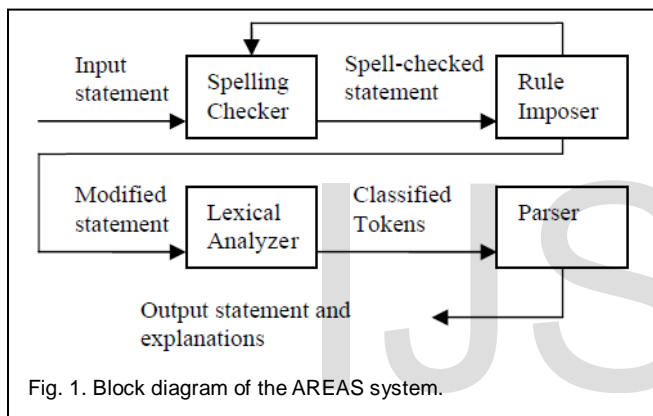 Input
statement
Spelling
Checker
Spell-checked
statement
Rule
Imposer
Modified
statement
Lexical
Analyzer
Classified
Tokens
Parser
Output statement and
explanations
IJS
Fig. 1. Block diagram of the AREAS system.